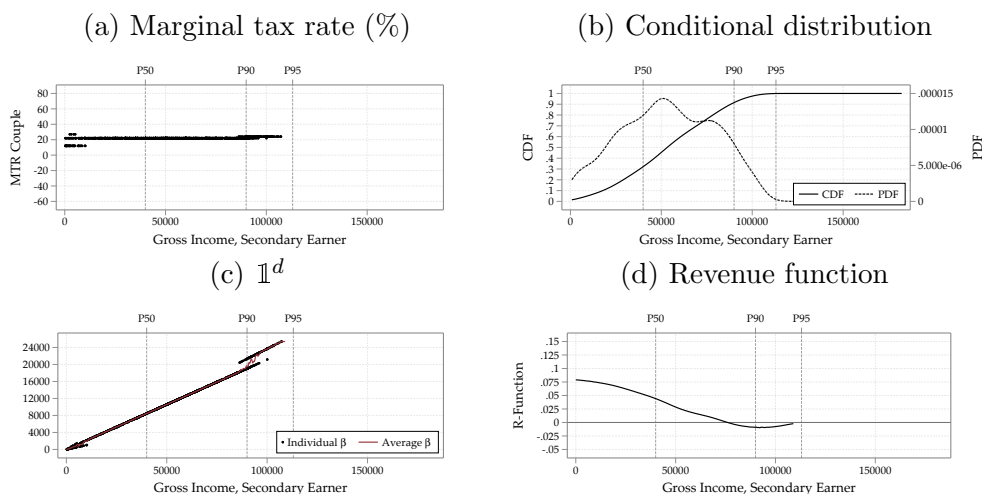 (a) Marginal tax rate (%)
P50 P90 P95
80
60
40
20
0
-20
-40
-60
MTR Couple
0 50000 100000 150000
Gross Income, Secondary Earner
(b) Conditional distribution
P50 P90 P95
1
.9
.8
.7
.6
.5
.4
.3
.2
.1
0
CDF
.000015
.00001
5.000e-06
0
PDF
CDF PDF
0 50000 100000 150000
Gross Income, Secondary Earner
(c) 𝟙^d
P50 P90 P95
24000
20000
16000
12000
8000
4000
0
Individual β Average β
0 50000 100000 150000
Gross Income, Secondary Earner
(d) Revenue function
P50 P90 P95
.15
.125
.1
.075
.05
.025
0
-.025
-.05
R-Function
0 50000 100000 150000
Gross Income, Secondary Earner